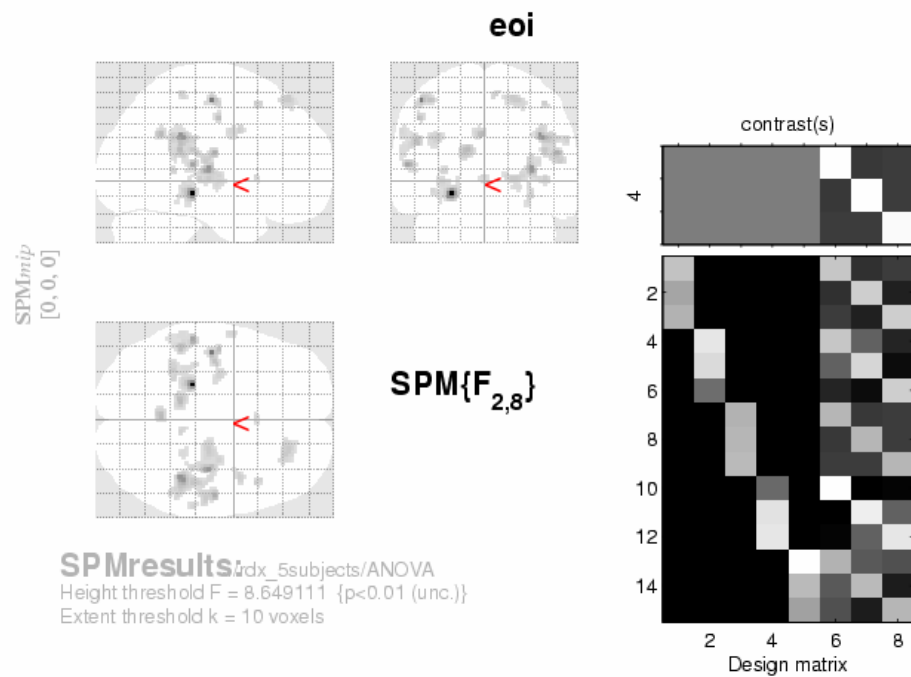 eoi
SPMmip
[0, 0, 0]
<
<
<
SPM{F2,8}
contrast(s)
4
2
4
6
8
10
12
14
2 4 6 8
Design matrix
SPMresults: /rdx_5subjects/ANOVA
Height threshold F = 8.649111 {p<0.01 (unc.)}
Extent threshold k = 10 voxels